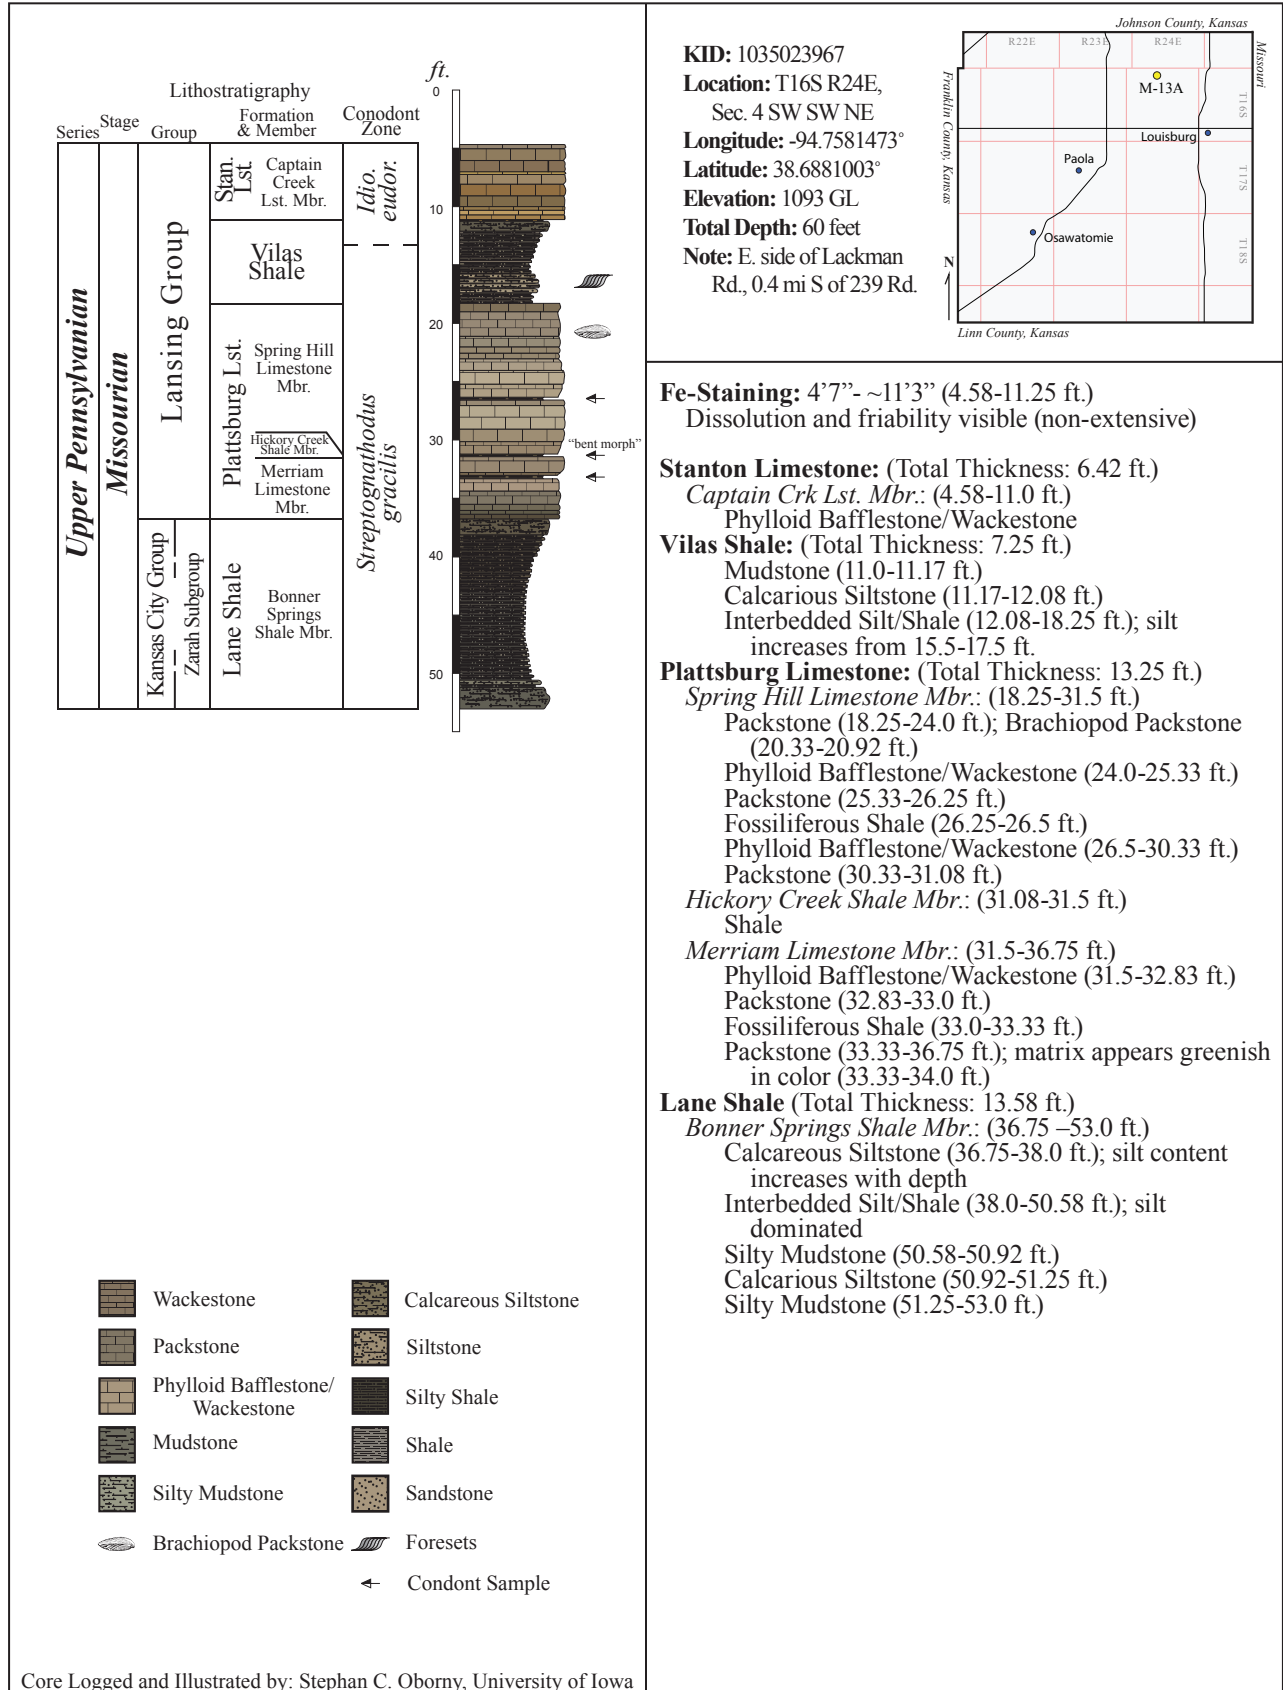 ft.
Lithostratigraphy
Series
Stage
Group
Formation
& Member
Conodont
Zone
Upper Pennsylvanian
Missourian
Lansing Group
Kansas City Group
Zarah Subgroup
Stan.
Lst.
Captain
Creek
Lst. Mbr.
Vilas
Shale
Plattsburg Lst.
Spring Hill
Limestone
Mbr.
Hickory Creek
Shale Mbr.
Merriam
Limestone
Mbr.
Lane Shale
Bonner
Springs
Shale Mbr.
Idio.
eudor.
Streptognathodus
gracilis
0
10
20
30
40
50
“bent morph”
Wackestone
Packstone
Phylloid Bafflestone/
Wackestone
Mudstone
Silty Mudstone
Brachiopod Packstone
Calcareous Siltstone
Siltstone
Silty Shale
Shale
Sandstone
Foresets
Condont Sample
Core Logged and Illustrated by: Stephan C. Oborny, University of Iowa
KID: 1035023967
Location: T16S R24E,
Sec. 4 SW SW NE
Longitude: -94.7581473°
Latitude: 38.6881003°
Elevation: 1093 GL
Total Depth: 60 feet
Note: E. side of Lackman
Rd., 0.4 mi S of 239 Rd.
Johnson County, Kansas
R22E
R23E
R24E
Missouri
Franklin County, Kansas
M-13A
T16S
Louisburg
Paola
T17S
Osawatomie
T18S
N
Linn County, Kansas
Fe-Staining: 4’7”- ~11’3” (4.58-11.25 ft.)
Dissolution and friability visible (non-extensive)
Stanton Limestone: (Total Thickness: 6.42 ft.)
Captain Crk Lst. Mbr.: (4.58-11.0 ft.)
Phylloid Bafflestone/Wackestone
Vilas Shale: (Total Thickness: 7.25 ft.)
Mudstone (11.0-11.17 ft.)
Calcarious Siltstone (11.17-12.08 ft.)
Interbedded Silt/Shale (12.08-18.25 ft.); silt
increases from 15.5-17.5 ft.
Plattsburg Limestone: (Total Thickness: 13.25 ft.)
Spring Hill Limestone Mbr.: (18.25-31.5 ft.)
Packstone (18.25-24.0 ft.); Brachiopod Packstone
(20.33-20.92 ft.)
Phylloid Bafflestone/Wackestone (24.0-25.33 ft.)
Packstone (25.33-26.25 ft.)
Fossiliferous Shale (26.25-26.5 ft.)
Phylloid Bafflestone/Wackestone (26.5-30.33 ft.)
Packstone (30.33-31.08 ft.)
Hickory Creek Shale Mbr.: (31.08-31.5 ft.)
Shale
Merriam Limestone Mbr.: (31.5-36.75 ft.)
Phylloid Bafflestone/Wackestone (31.5-32.83 ft.)
Packstone (32.83-33.0 ft.)
Fossiliferous Shale (33.0-33.33 ft.)
Packstone (33.33-36.75 ft.); matrix appears greenish
in color (33.33-34.0 ft.)
Lane Shale (Total Thickness: 13.58 ft.)
Bonner Springs Shale Mbr.: (36.75 –53.0 ft.)
Calcareous Siltstone (36.75-38.0 ft.); silt content
increases with depth
Interbedded Silt/Shale (38.0-50.58 ft.); silt
dominated
Silty Mudstone (50.58-50.92 ft.)
Calcarious Siltstone (50.92-51.25 ft.)
Silty Mudstone (51.25-53.0 ft.)